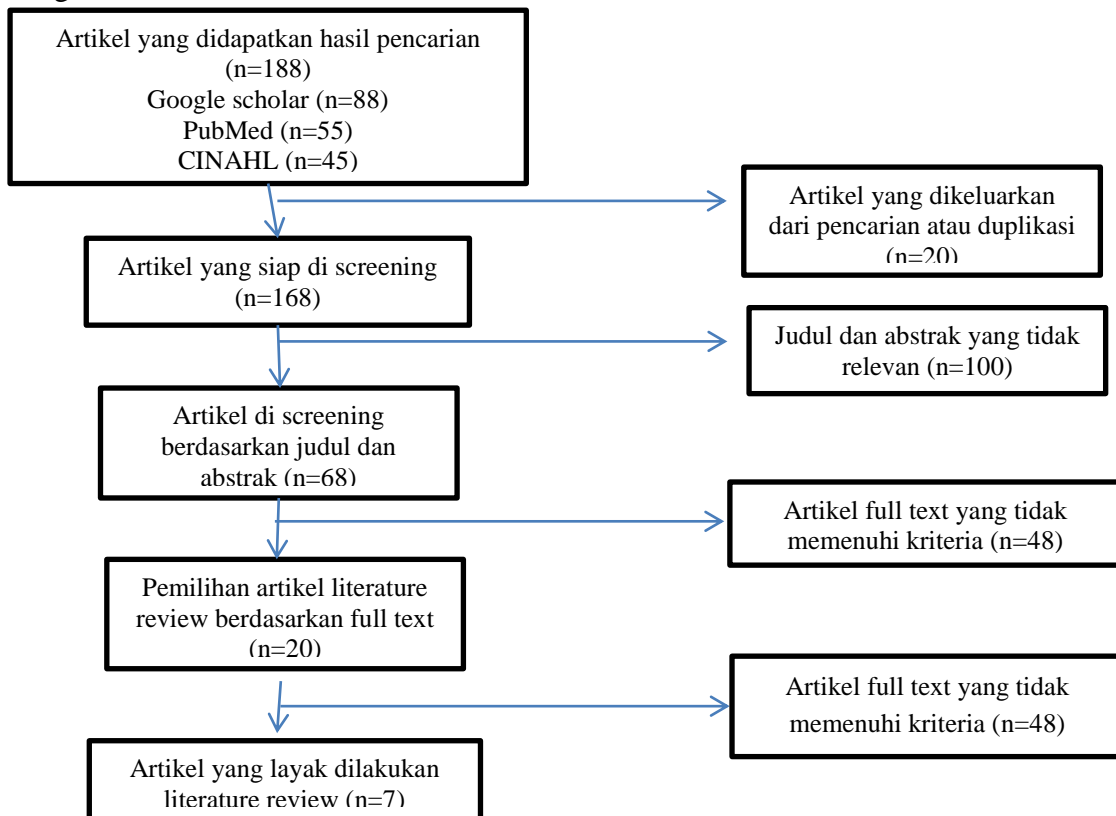 Artikel yang didapatkan hasil pencarian
(n=188)
Google scholar (n=88)
PubMed (n=55)
CINAHL (n=45)
Artikel yang dikeluarkan
dari pencarian atau duplikasi
(n=20)
Artikel yang siap di screening
(n=168)
Judul dan abstrak yang tidak
relevan (n=100)
Artikel di screening
berdasarkan judul dan
abstrak (n=68)
Artikel full text yang tidak
memenuhi kriteria (n=48)
Pemilihan artikel literature
review berdasarkan full text
(n=20)
Artikel full text yang tidak
memenuhi kriteria (n=48)
Artikel yang layak dilakukan
literature review (n=7)